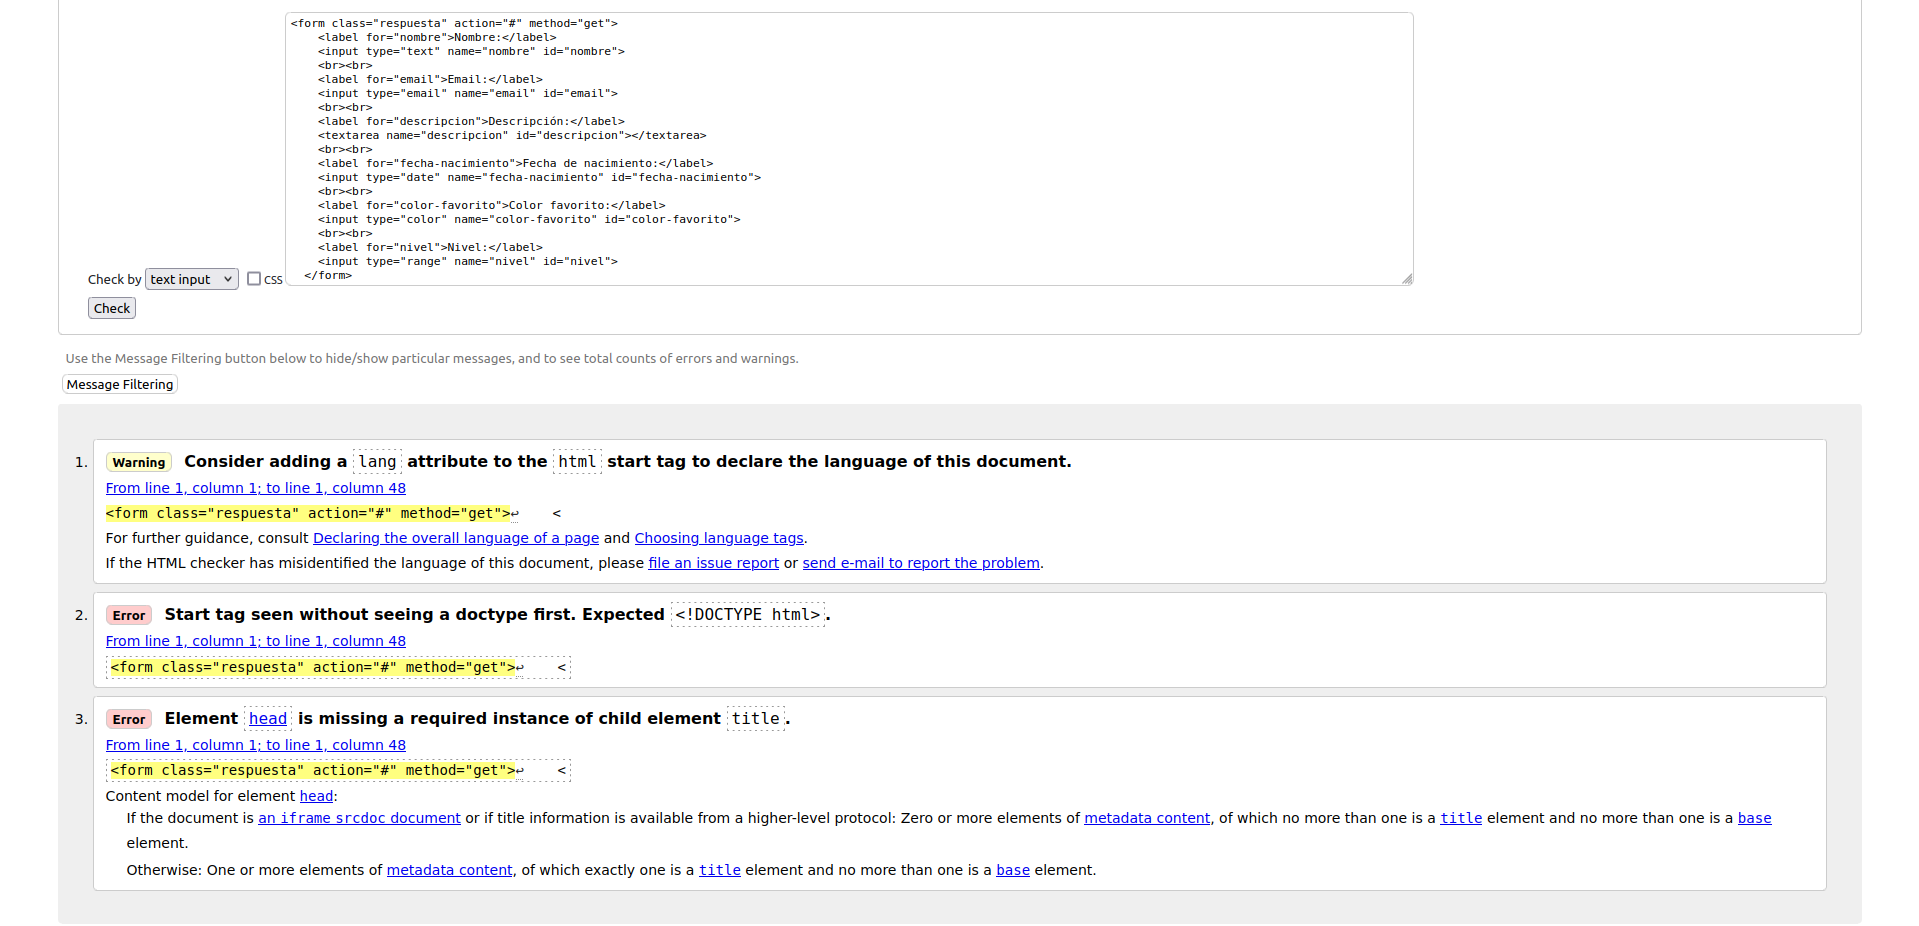 <form class="respuesta" action="#" method="get">
    <label for="nombre">Nombre:</label>
    <input type="text" name="nombre" id="nombre">
    <br><br>
    <label for="email">Email:</label>
    <input type="email" name="email" id="email">
    <br><br>
    <label for="descripcion">Descripción:</label>
    <textarea name="descripcion" id="descripcion"></textarea>
    <br><br>
    <label for="fecha-nacimiento">Fecha de nacimiento:</label>
    <input type="date" name="fecha-nacimiento" id="fecha-nacimiento">
    <br><br>
    <label for="color-favorito">Color favorito:</label>
    <input type="color" name="color-favorito" id="color-favorito">
    <br><br>
    <label for="nivel">Nivel:</label>
    <input type="range" name="nivel" id="nivel">
  </form>
Check by text input CSS
Check
Use the Message Filtering button below to hide/show particular messages, and to see total counts of errors and warnings.
Message Filtering
1. Warning Consider adding a lang attribute to the html start tag to declare the language of this document.
From line 1, column 1; to line 1, column 48
<form class="respuesta" action="#" method="get">↩    <
For further guidance, consult Declaring the overall language of a page and Choosing language tags.
If the HTML checker has misidentified the language of this document, please file an issue report or send e-mail to report the problem.
2. Error Start tag seen without seeing a doctype first. Expected <!DOCTYPE html>.
From line 1, column 1; to line 1, column 48
<form class="respuesta" action="#" method="get">↩    <
3. Error Element head is missing a required instance of child element title.
From line 1, column 1; to line 1, column 48
<form class="respuesta" action="#" method="get">↩    <
Content model for element head:
If the document is an iframe srcdoc document or if title information is available from a higher-level protocol: Zero or more elements of metadata content, of which no more than one is a title element and no more than one is a base
element.
Otherwise: One or more elements of metadata content, of which exactly one is a title element and no more than one is a base element.